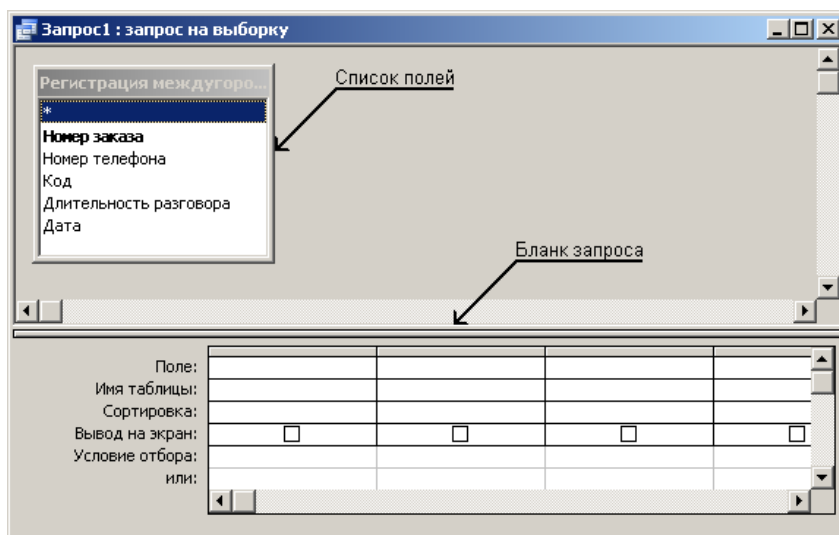 Запрос1 : запрос на выборку
Список полей
Регистрация междугоро...
*
Номер заказа
Номер телефона
Код
Длительность разговора
Дата
Бланк запроса
Поле:
Имя таблицы:
Сортировка:
Вывод на экран:
Условие отбора:
или: